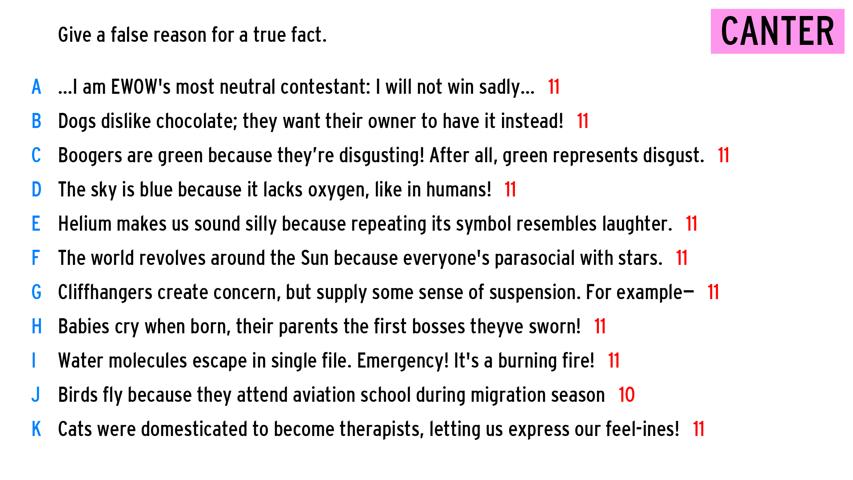 Give a false reason for a true fact.
CANTER
A ...I am EWOW's most neutral contestant: I will not win sadly... 11
B Dogs dislike chocolate; they want their owner to have it instead! 11
C Boogers are green because they’re disgusting! After all, green represents disgust. 11
D The sky is blue because it lacks oxygen, like in humans! 11
E Helium makes us sound silly because repeating its symbol resembles laughter. 11
F The world revolves around the Sun because everyone's parasocial with stars. 11
G Cliffhangers create concern, but supply some sense of suspension. For example— 11
H Babies cry when born, their parents the first bosses theyve sworn! 11
I Water molecules escape in single file. Emergency! It's a burning fire! 11
J Birds fly because they attend aviation school during migration season 10
K Cats were domesticated to become therapists, letting us express our feel-ines! 11